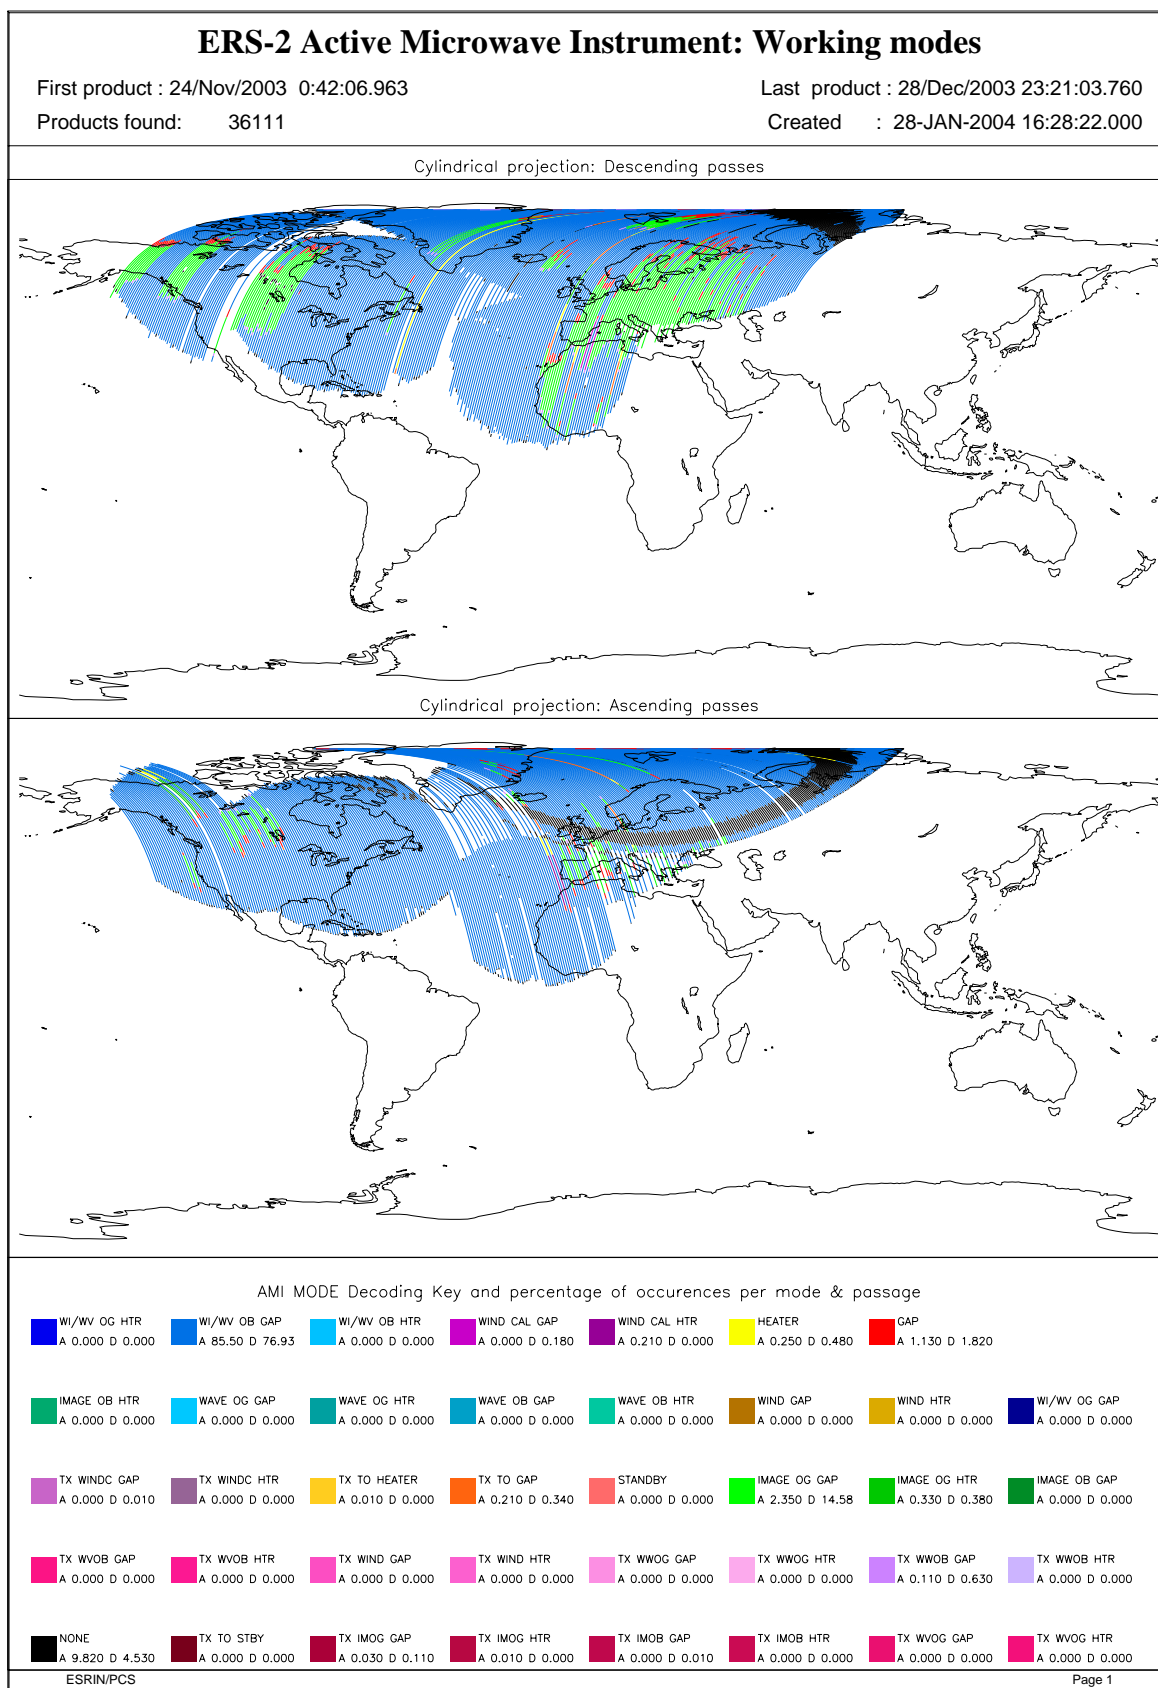 ERS-2 Active Microwave Instrument: Working modes
First product : 24/Nov/2003 0:42:06.963 Last product : 28/Dec/2003 23:21:03.760
Products found: 36111 Created : 28-JAN-2004 16:28:22.000
Cylindrical projection: Descending passes
Cylindrical projection: Ascending passes
AMI MODE Decoding Key and percentage of occurences per mode & passage
WI/WV OG HTR WI/WV OB GAP WI/WV OB HTR WIND CAL GAP WIND CAL HTR HEATER GAP
A 0.000 D 0.000 A 85.50 D 76.93 A 0.000 D 0.000 A 0.000 D 0.180 A 0.210 D 0.000 A 0.250 D 0.480 A 1.130 D 1.820
IMAGE OB HTR WAVE OG GAP WAVE OG HTR WAVE OB GAP WAVE OB HTR WIND GAP WIND HTR WI/WV OG GAP
A 0.000 D 0.000 A 0.000 D 0.000 A 0.000 D 0.000 A 0.000 D 0.000 A 0.000 D 0.000 A 0.000 D 0.000 A 0.000 D 0.000 A 0.000 D 0.000
TX WINDC GAP TX WINDC HTR TX TO HEATER TX TO GAP STANDBY IMAGE OG GAP IMAGE OG HTR IMAGE OB GAP
A 0.000 D 0.010 A 0.000 D 0.000 A 0.010 D 0.000 A 0.210 D 0.340 A 0.000 D 0.000 A 2.350 D 14.58 A 0.330 D 0.380 A 0.000 D 0.000
TX WVOB GAP TX WVOB HTR TX WIND GAP TX WIND HTR TX WWOG GAP TX WWOG HTR TX WWOB GAP TX WWOB HTR
A 0.000 D 0.000 A 0.000 D 0.000 A 0.000 D 0.000 A 0.000 D 0.000 A 0.000 D 0.000 A 0.000 D 0.000 A 0.110 D 0.630 A 0.000 D 0.000
NONE TX TO STBY TX IMOG GAP TX IMOG HTR TX IMOB GAP TX IMOB HTR TX WVOG GAP TX WVOG HTR
A 9.820 D 4.530 A 0.000 D 0.000 A 0.030 D 0.110 A 0.010 D 0.000 A 0.000 D 0.010 A 0.000 D 0.000 A 0.000 D 0.000 A 0.000 D 0.000
ESRIN/PCS Page 1